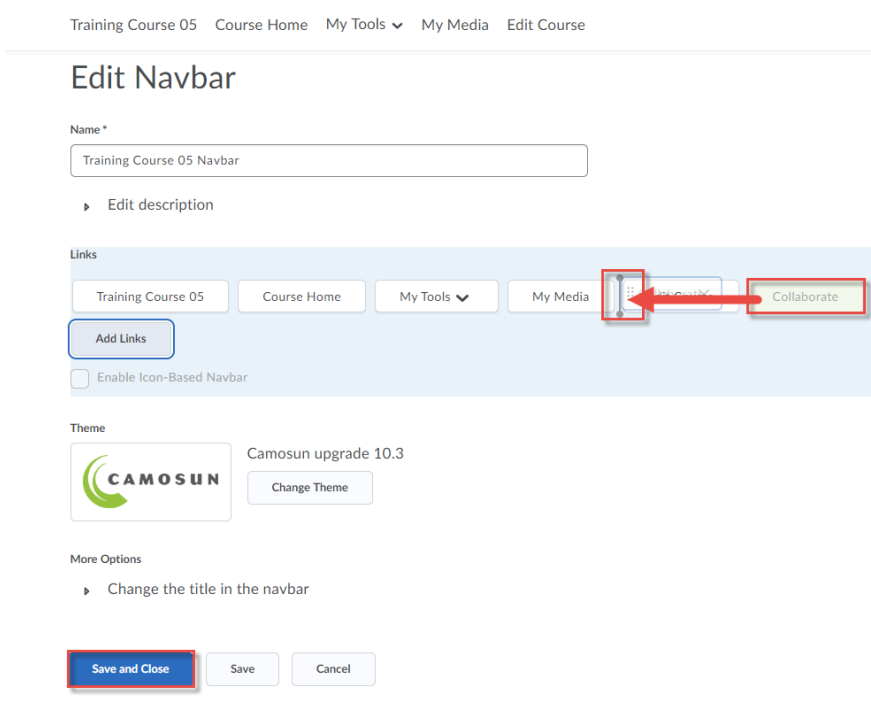 Training Course 05 Course Home My Tools My Media Edit Course
Edit Navbar
Name *
Training Course 05 Navbar
Edit description
Links
Training Course 05 Course Home My Tools My Media Collaborate
Add Links
Enable Icon-Based Navbar
Theme
CAMOSUN
Camosun upgrade 10.3
Change Theme
More Options
Change the title in the navbar
Save and Close Save Cancel